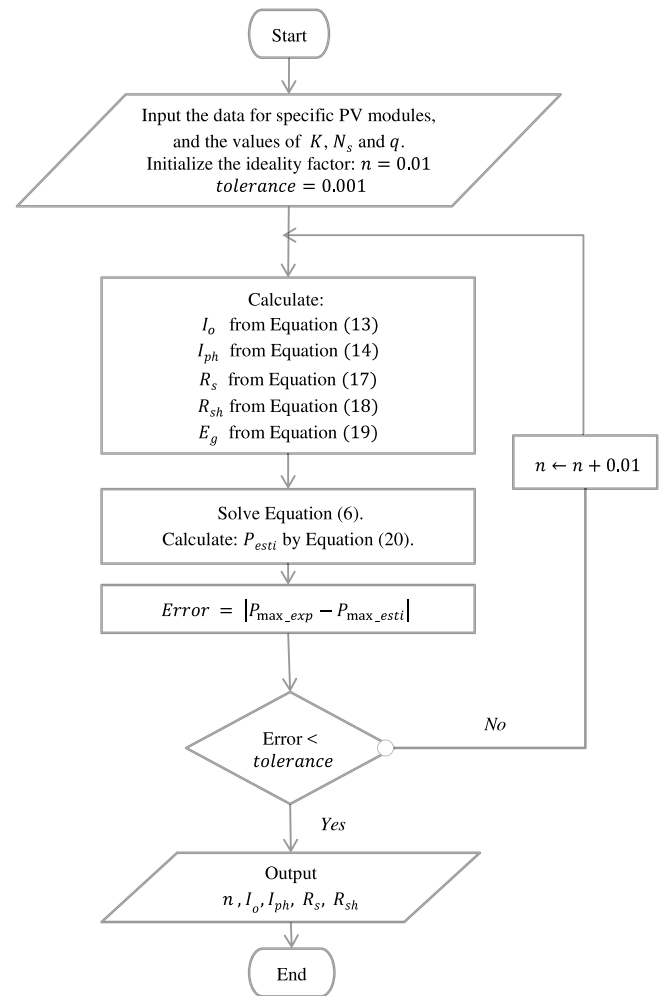 Start
Input the data for specific PV modules,
and the values of K, N_s and q.
Initialize the ideality factor: n = 0.01
tolerance = 0.001
Calculate:
I_o from Equation (13)
I_ph from Equation (14)
R_s from Equation (17)
R_sh from Equation (18)
E_g from Equation (19)
n ← n + 0.01
Solve Equation (6).
Calculate: P_esti by Equation (20).
Error = |P_max_exp − P_max_esti|
Error <
tolerance
No
Yes
Output
n , I_o, I_ph, R_s, R_sh
End